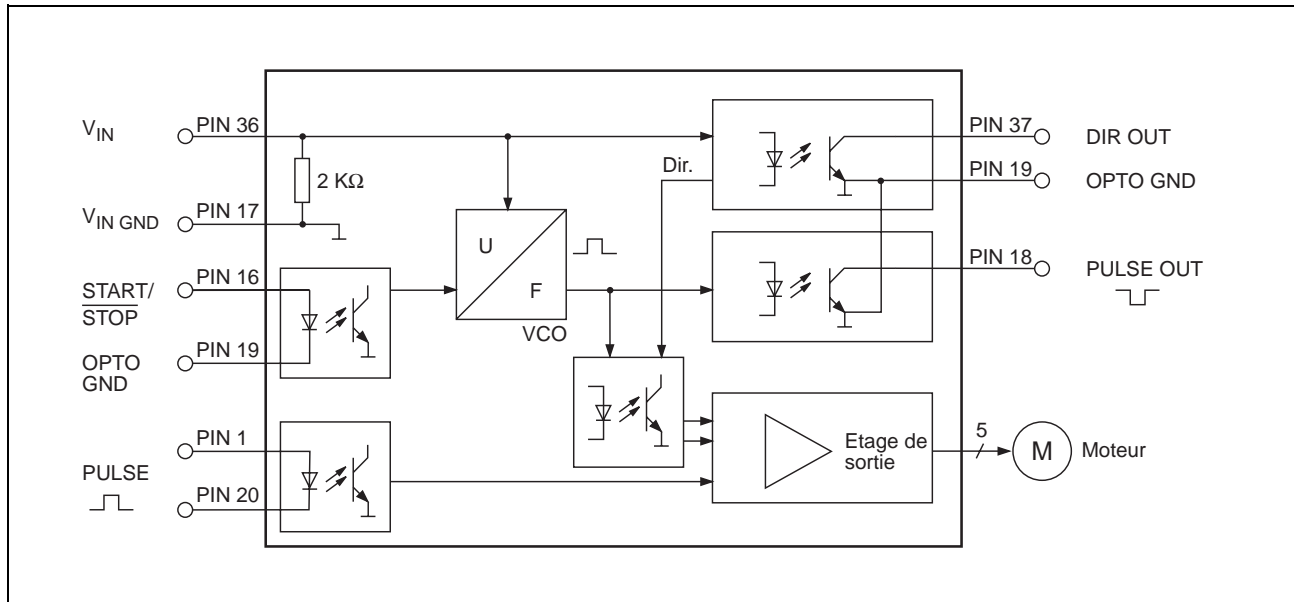 V_IN
PIN 36
2 KΩ
V_IN GND
PIN 17
START/
STOP
PIN 16
OPTO
GND
PIN 19
PULSE
PIN 1
PIN 20
U
F
VCO
Dir.
PIN 37
DIR OUT
PIN 19
OPTO GND
PIN 18
PULSE OUT
Etage de
sortie
5
M
Moteur